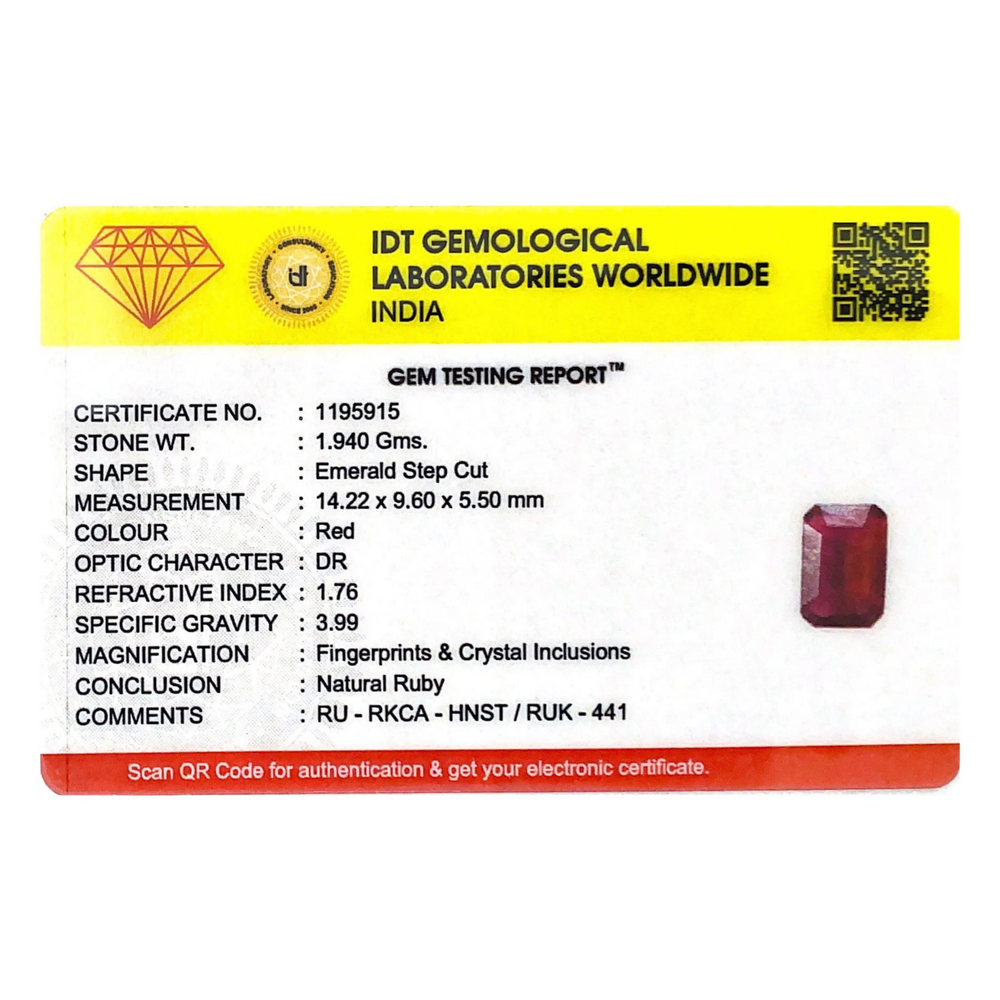 IDT GEMOLOGICAL
LABORATORIES WORLDWIDE
INDIA
idt
GEM TESTING REPORT™
CERTIFICATE NO. : 1195915
STONE WT. : 1.940 Gms.
SHAPE : Emerald Step Cut
MEASUREMENT : 14.22 x 9.60 x 5.50 mm
COLOUR : Red
OPTIC CHARACTER : DR
REFRACTIVE INDEX : 1.76
SPECIFIC GRAVITY : 3.99
MAGNIFICATION : Fingerprints & Crystal Inclusions
CONCLUSION : Natural Ruby
COMMENTS : RU - RKCA - HNST / RUK - 441
Scan QR Code for authentication & get your electronic certificate.